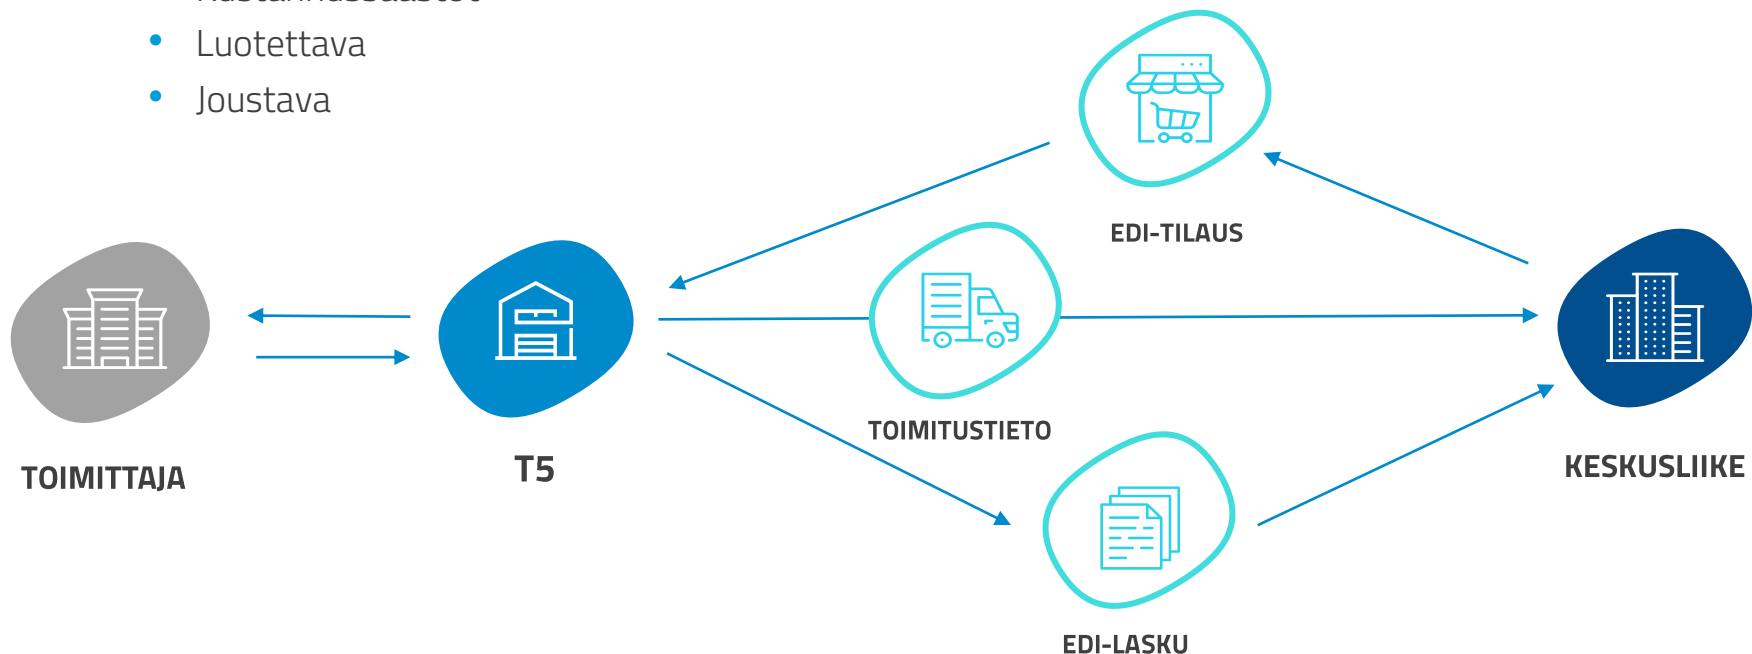 Luotettava
Joustava
EDI-TILAUS
TOIMITUSTIETO
TOIMITTAJA
T5
KESKUSLIIKE
EDI-LASKU